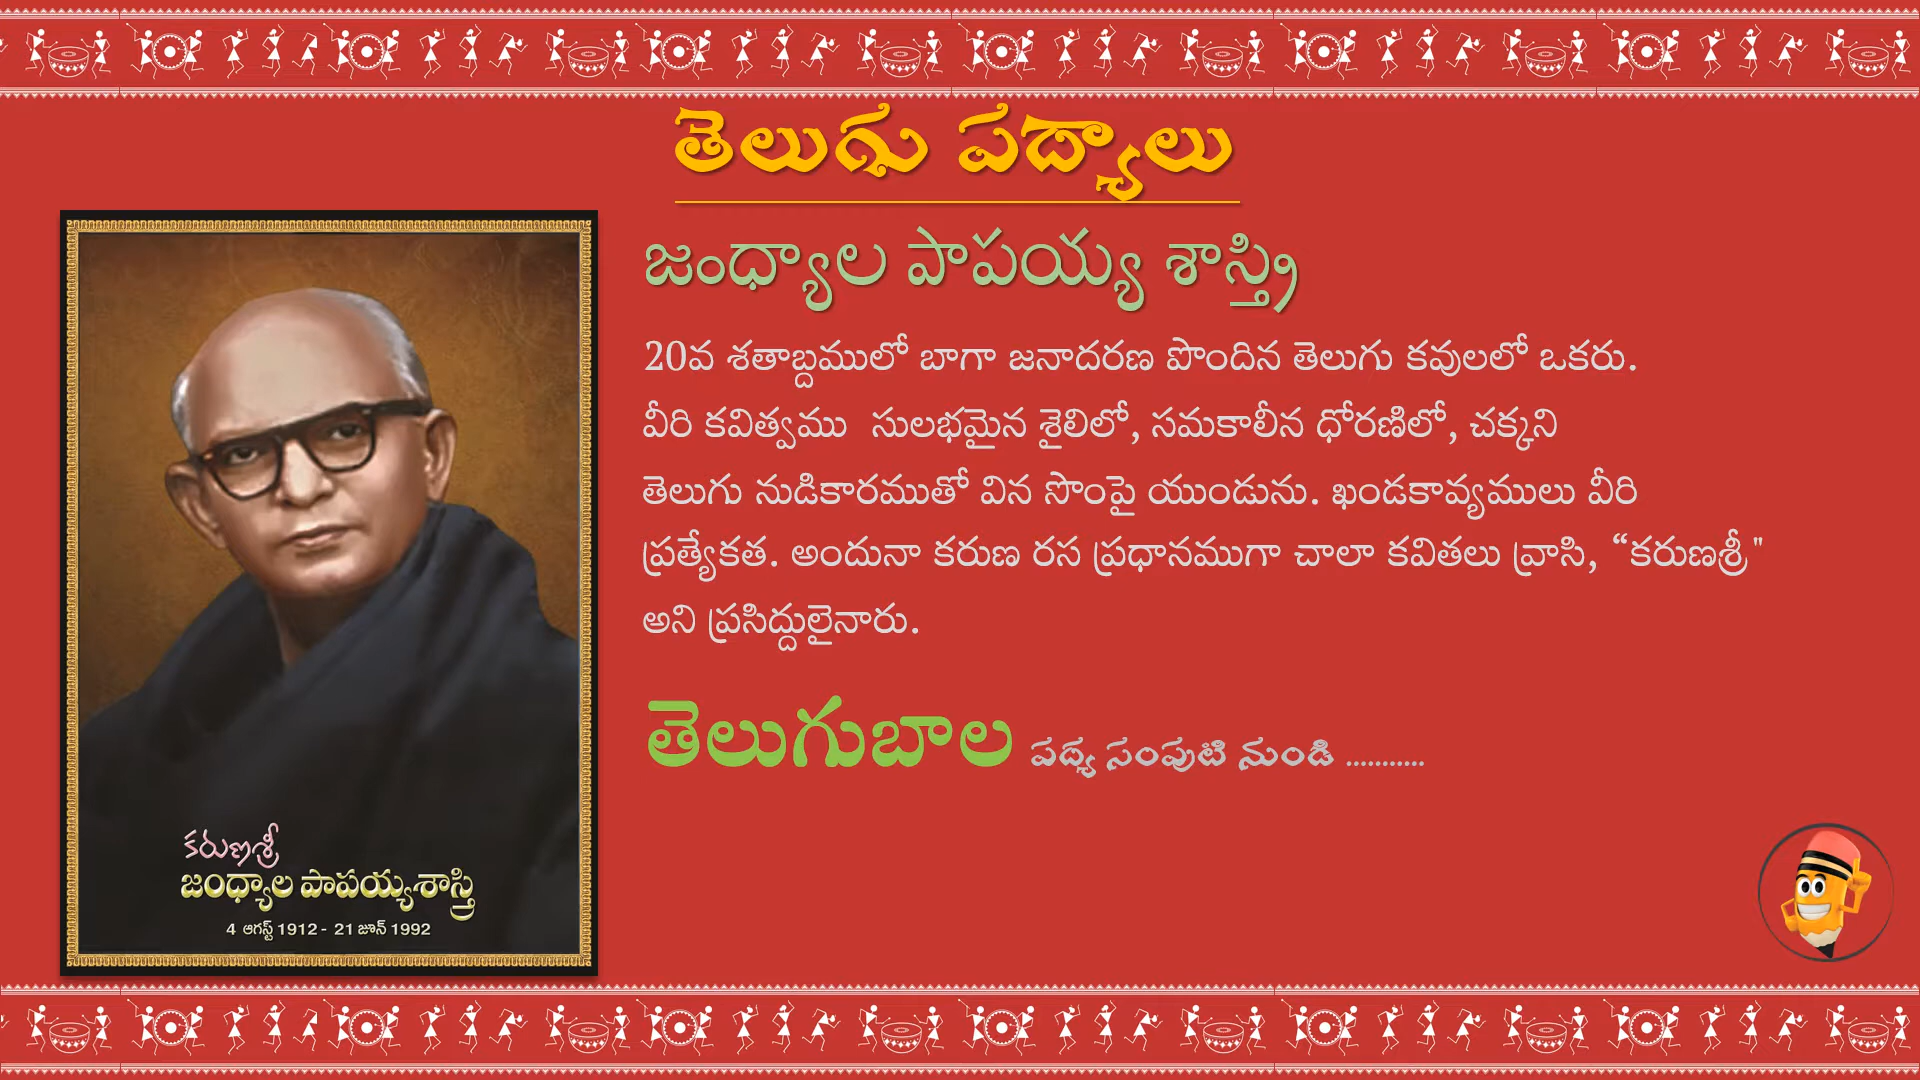 తెలుగు పద్యాలు
జంధ్యాల పాపయ్య శాస్త్రి
20వ శతాబ్దములో బాగా జనాదరణ పొందిన తెలుగు కవులలో ఒకరు.
వీరి కవిత్వము సులభమైన శైలిలో, సమకాలీన ధోరణిలో, చక్కని
తెలుగు నుడికారముతో విన సొంపై యుండును. ఖండకావ్యములు వీరి
ప్రత్యేకత. అందునా కరుణ రస ప్రధానముగా చాలా కవితలు వ్రాసి, “కరుణశ్రీ"
అని ప్రసిద్దులైనారు.
తెలుగుబాల పద్య సంపుటి నుండి ...........
కరుణశ్రీ
జంధ్యాల పాపయ్యశాస్త్రి
4 ఆగస్ట్ 1912 - 21 జూన్ 1992